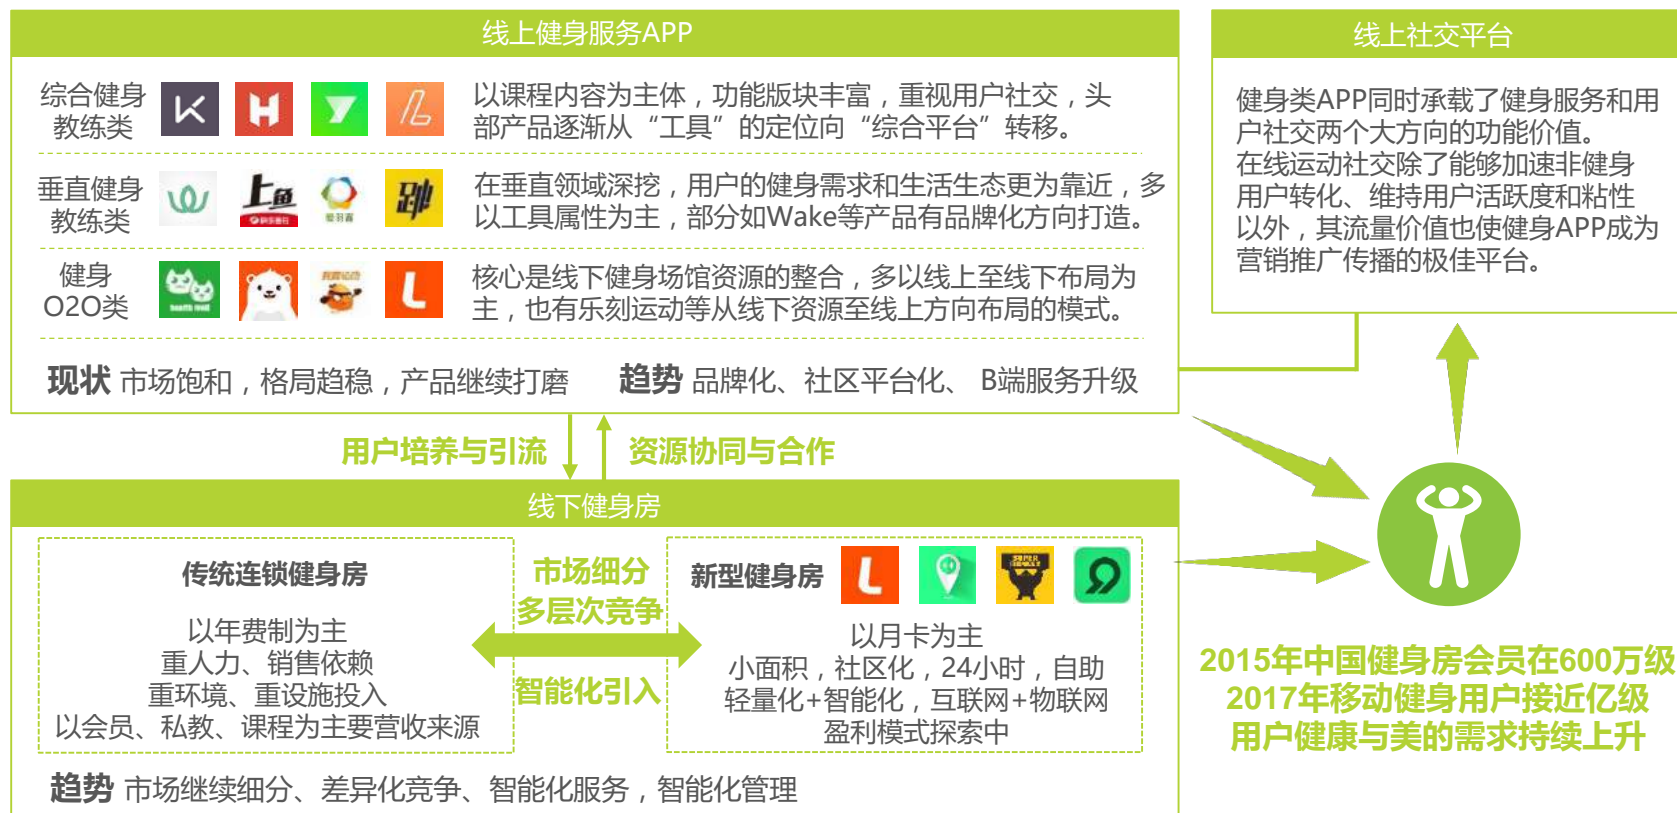 线上健身服务APP
综合健身
教练类
以课程内容为主体，功能版块丰富，重视用户社交，头
部产品逐渐从“工具”的定位向“综合平台”转移。
垂直健身
教练类
上鱼
爱羽客
在垂直领域深挖，用户的健身需求和生活生态更为靠近，多
以工具属性为主，部分如Wake等产品有品牌化方向打造。
健身
O2O类
核心是线下健身场馆资源的整合，多以线上至线下布局为
主，也有乐刻运动等从线下资源至线上方向布局的模式。
现状 市场饱和，格局趋稳，产品继续打磨
趋势 品牌化、社区平台化、 B端服务升级
线上社交平台
健身类APP同时承载了健身服务和用
户社交两个大方向的功能价值。
在线运动社交除了能够加速非健身
用户转化、维持用户活跃度和粘性
以外，其流量价值也使健身APP成为
营销推广传播的极佳平台。
用户培养与引流
资源协同与合作
线下健身房
传统连锁健身房
以年费制为主
重人力、销售依赖
重环境、重设施投入
以会员、私教、课程为主要营收来源
市场细分
多层次竞争
智能化引入
新型健身房
SUPER
MONKEY
以月卡为主
小面积，社区化，24小时，自助
轻量化+智能化，互联网+物联网
盈利模式探索中
趋势 市场继续细分、差异化竞争、智能化服务，智能化管理
2015年中国健身房会员在600万级
2017年移动健身用户接近亿级
用户健康与美的需求持续上升